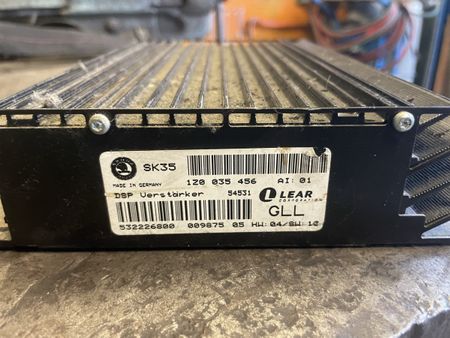 SK35
MADE IN GERMANY
1Z0 035 456 AI: 01
DSP Verstärker 54531
LEAR
CORPORATION
GLL
532226800 009875 05 HW:04/SW:10